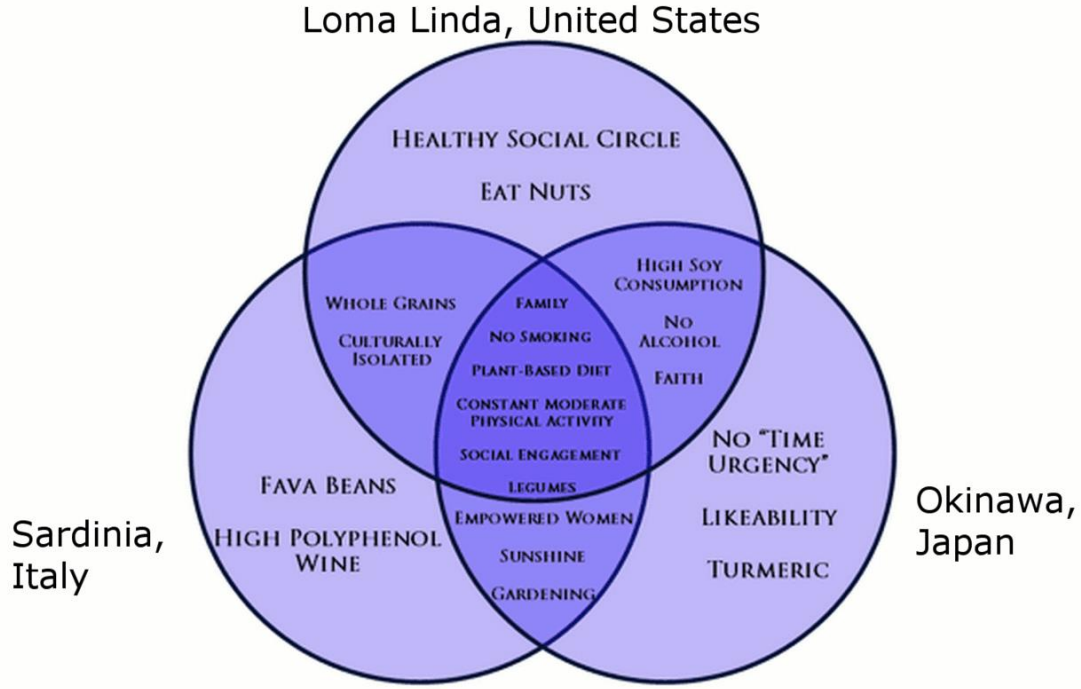 Loma Linda, United States
HEALTHY SOCIAL CIRCLE
EAT NUTS
WHOLE GRAINS
CULTURALLY
ISOLATED
FAMILY
NO SMOKING
PLANT-BASED DIET
CONSTANT MODERATE
PHYSICAL ACTIVITY
SOCIAL ENGAGEMENT
LEGUMES
HIGH SOY
CONSUMPTION
NO
ALCOHOL
FAITH
FAVA BEANS
HIGH POLYPHENOL
WINE
EMPOWERED WOMEN
SUNSHINE
GARDENING
NO "TIME
URGENCY"
LIKEABILITY
TURMERIC
Sardinia,
Italy
Okinawa,
Japan